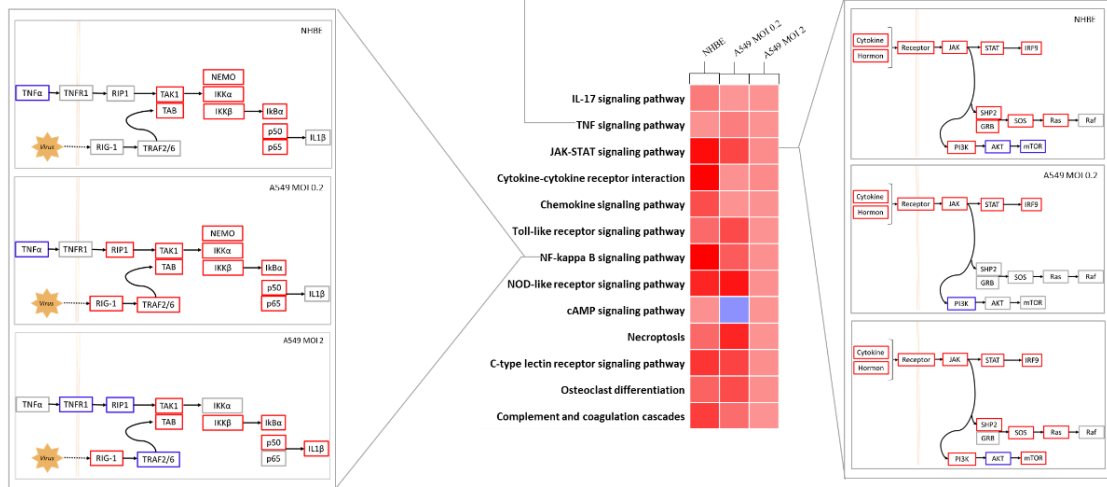 NHBE
TNFα TNFR1 RIP1 TAK1 NEMO
IKKα
TAB IKKβ IkBα
p50 IL1β
p65
Virus RIG-1 TRAF2/6
A549 MOI 0.2
TNFα TNFR1 RIP1 TAK1 NEMO
IKKα
TAB IKKβ IkBα
p50 IL1β
p65
Virus RIG-1 TRAF2/6
A549 MOI 2
TNFα TNFR1 RIP1 TAK1 IKKα
TAB IKKβ IkBα
p50 IL1β
p65
Virus RIG-1 TRAF2/6
NHBE A549 MOI 0.2 A549 MOI 2
IL-17 signaling pathway
TNF signaling pathway
JAK-STAT signaling pathway
Cytokine-cytokine receptor interaction
Chemokine signaling pathway
Toll-like receptor signaling pathway
NF-kappa B signaling pathway
NOD-like receptor signaling pathway
cAMP signaling pathway
Necroptosis
C-type lectin receptor signaling pathway
Osteoclast differentiation
Complement and coagulation cascades
NHBE
Cytokine
Hormon
Receptor JAK STAT IRF9
SHP2
GRB SOS Ras Raf
PI3K AKT mTOR
A549 MOI 0.2
Cytokine
Hormon
Receptor JAK STAT IRF9
SHP2
GRB SOS Ras Raf
PI3K AKT mTOR
Cytokine
Hormon
Receptor JAK STAT IRF9
SHP2
GRB SOS Ras Raf
PI3K AKT mTOR